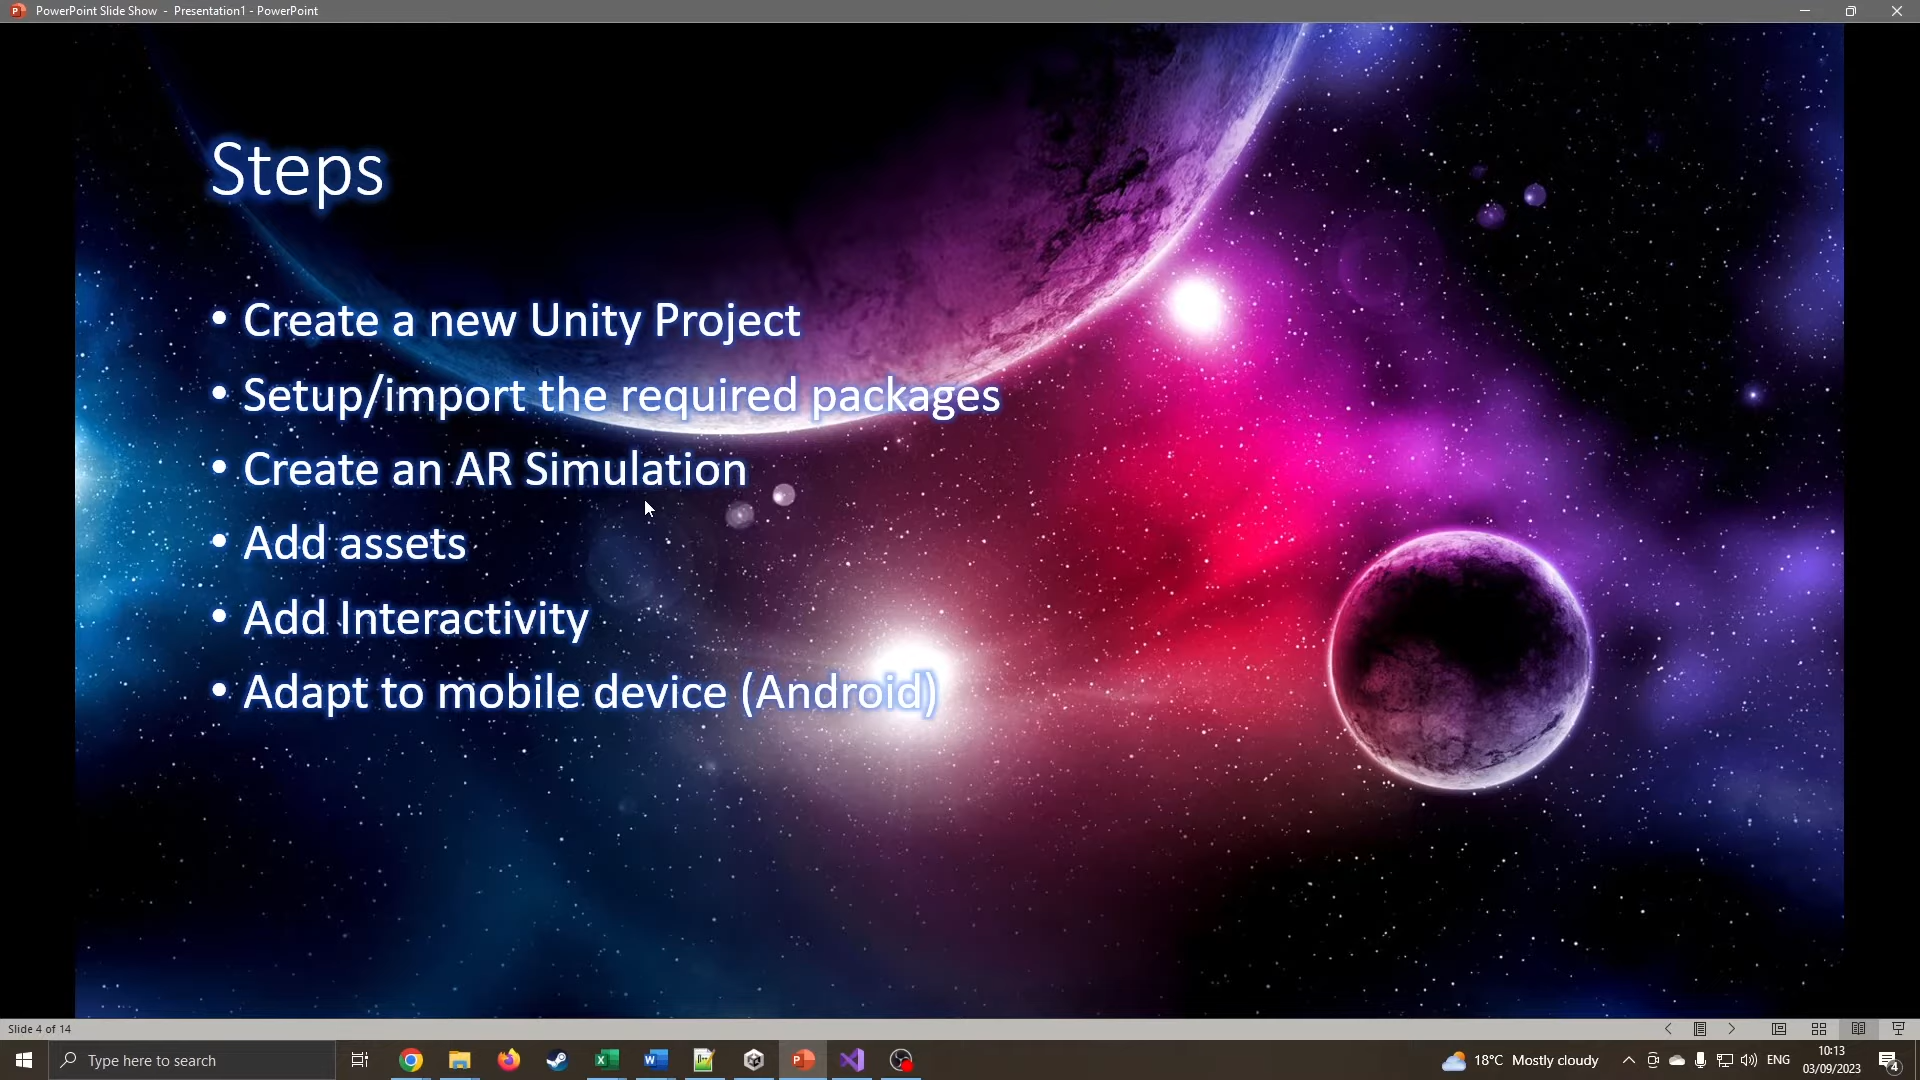 PowerPoint Slide Show - Presentation1 - PowerPoint
Steps
• Create a new Unity Project
• Setup/import the required packages
• Create an AR Simulation
• Add assets
• Add Interactivity
• Adapt to mobile device (Android)
Slide 4 of 14
Type here to search
18°C Mostly cloudy
ENG
10:13
03/09/2023
4